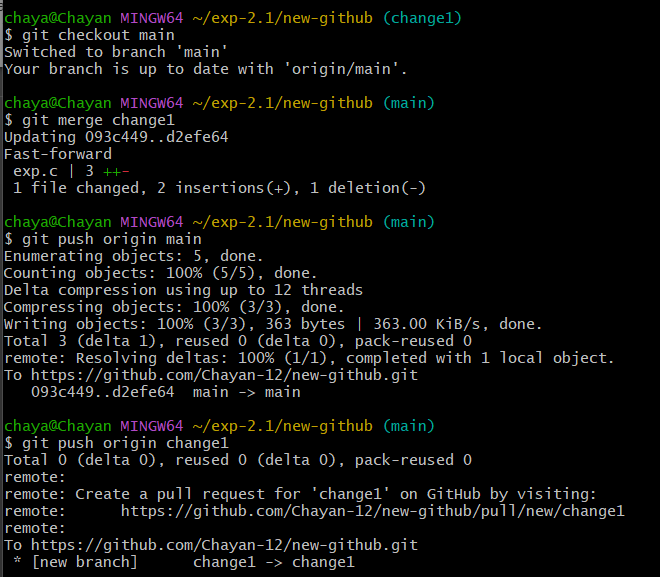 chaya@Chayan MINGW64 ~/exp-2.1/new-github (change1)
$ git checkout main
Switched to branch 'main'
Your branch is up to date with 'origin/main'.
chaya@Chayan MINGW64 ~/exp-2.1/new-github (main)
$ git merge change1
Updating 093c449..d2efe64
Fast-forward
 exp.c | 3 ++-
 1 file changed, 2 insertions(+), 1 deletion(-)
chaya@Chayan MINGW64 ~/exp-2.1/new-github (main)
$ git push origin main
Enumerating objects: 5, done.
Counting objects: 100% (5/5), done.
Delta compression using up to 12 threads
Compressing objects: 100% (3/3), done.
Writing objects: 100% (3/3), 363 bytes | 363.00 KiB/s, done.
Total 3 (delta 1), reused 0 (delta 0), pack-reused 0
remote: Resolving deltas: 100% (1/1), completed with 1 local object.
To https://github.com/Chayan-12/new-github.git
   093c449..d2efe64  main -> main
chaya@Chayan MINGW64 ~/exp-2.1/new-github (main)
$ git push origin change1
Total 0 (delta 0), reused 0 (delta 0), pack-reused 0
remote:
remote: Create a pull request for 'change1' on GitHub by visiting:
remote:      https://github.com/Chayan-12/new-github/pull/new/change1
remote:
To https://github.com/Chayan-12/new-github.git
 * [new branch]      change1 -> change1